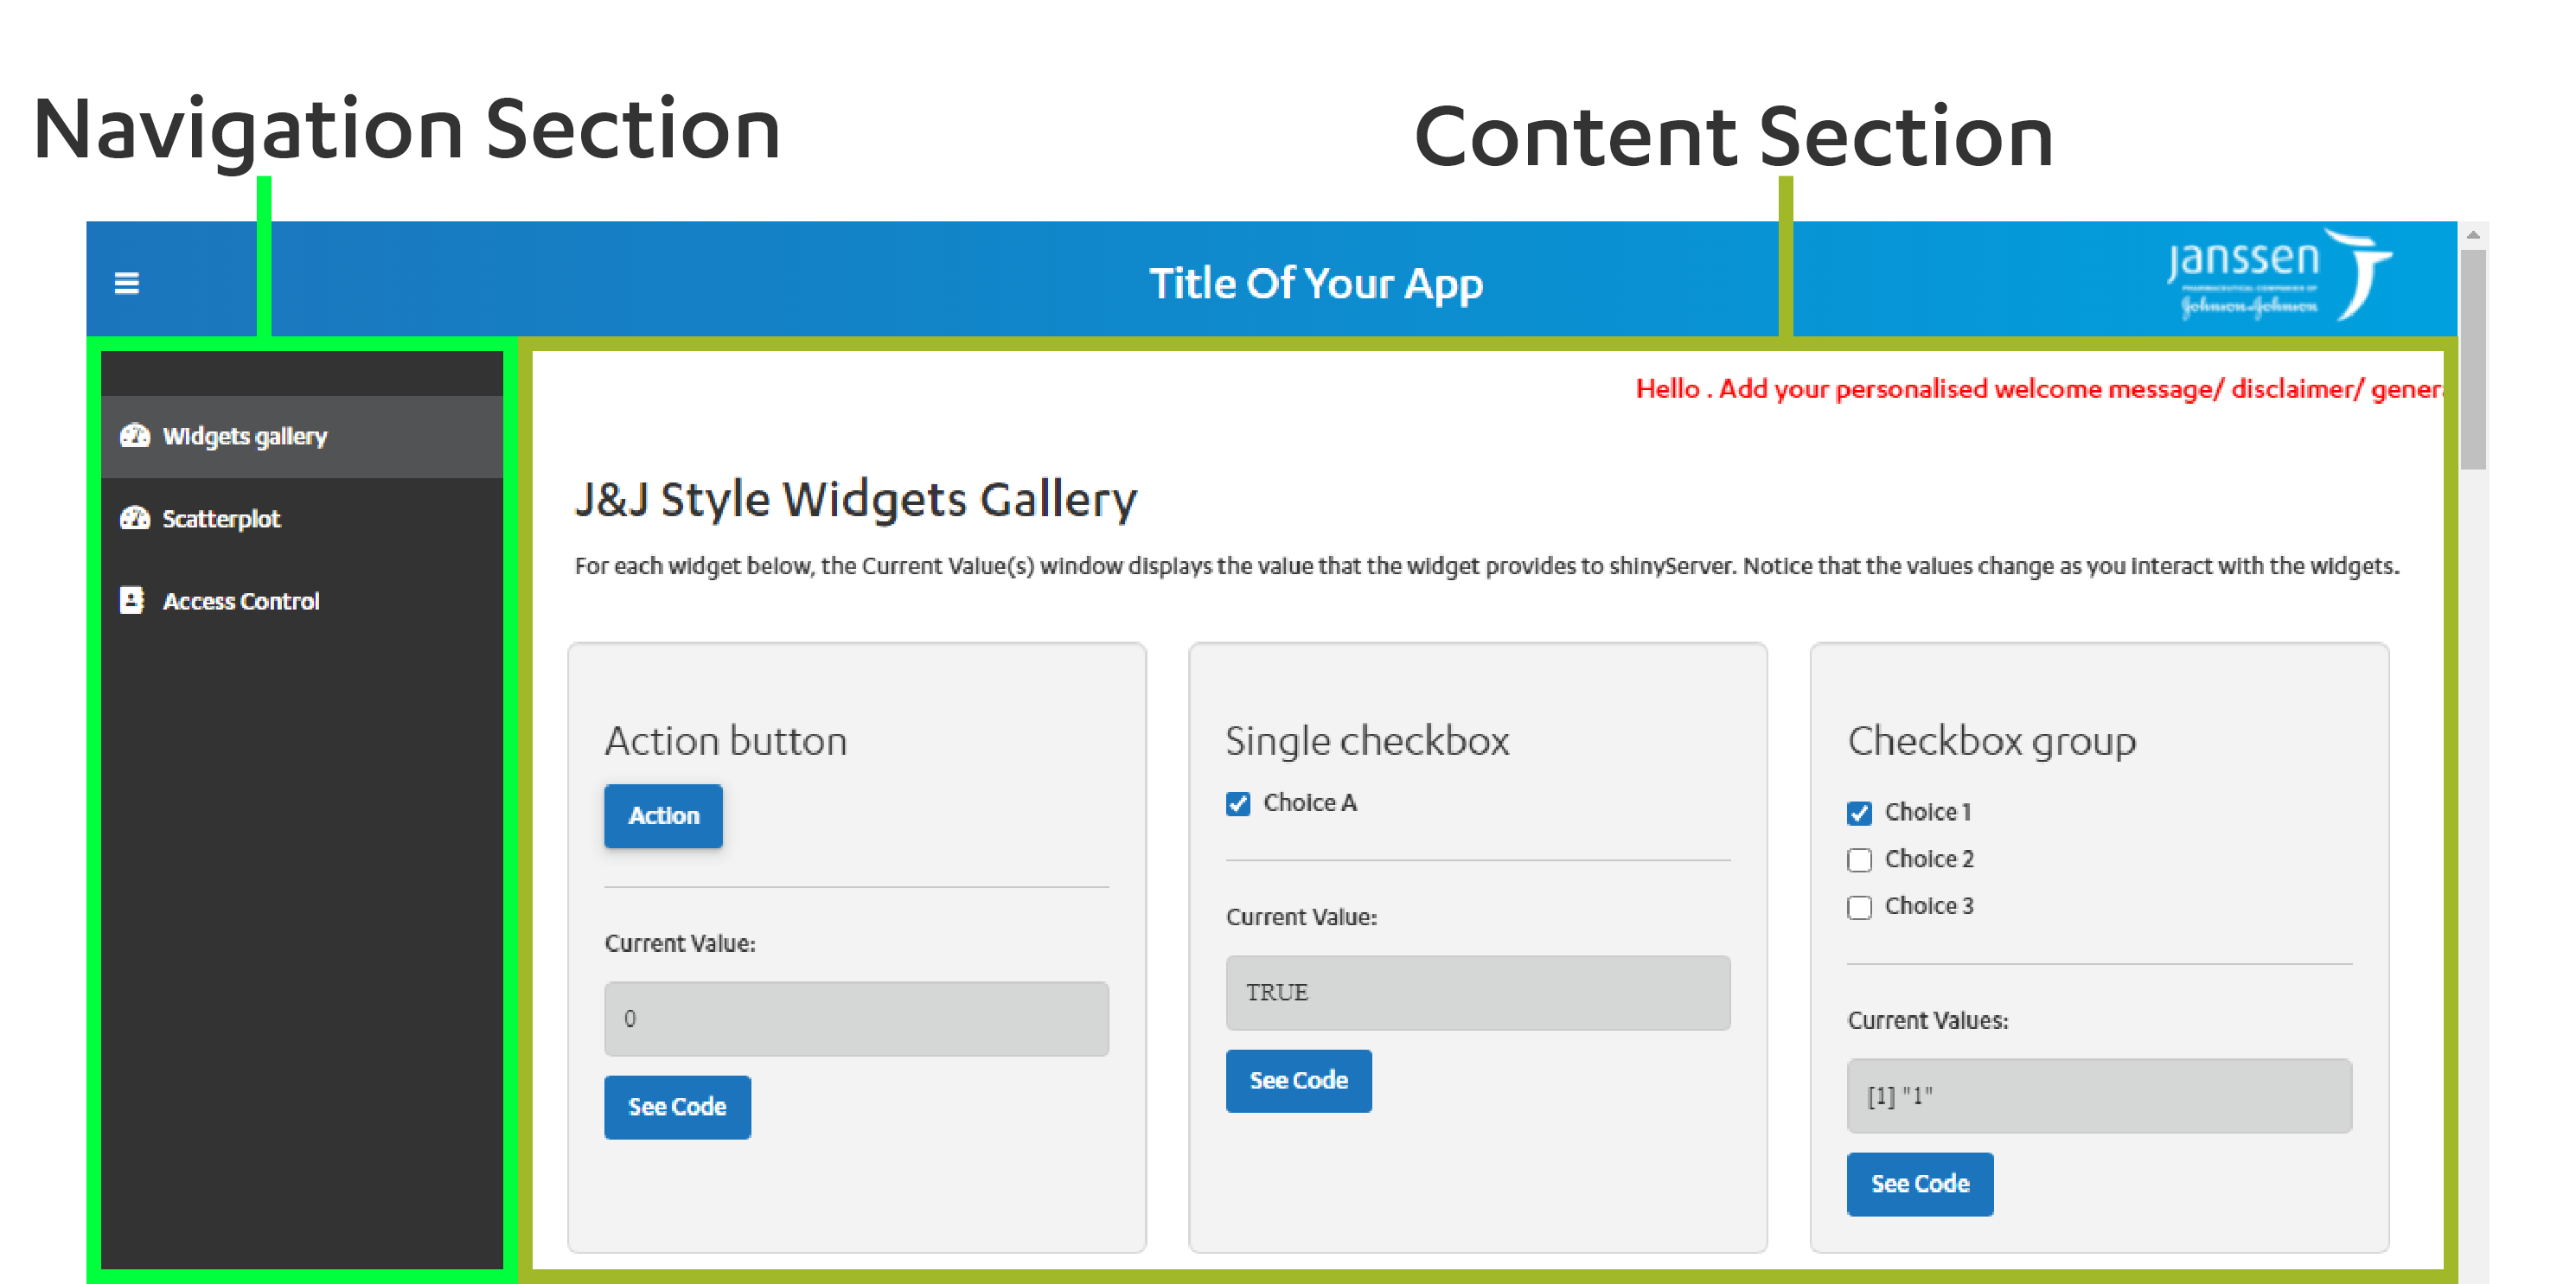 Navigation Section
Content Section
Title Of Your App
Janssen
PHARMACEUTICAL COMPANIES OF
Johnson & Johnson
Hello . Add your personalised welcome message/ disclaimer/
Widgets gallery
Scatterplot
Access Control
J&J Style Widgets Gallery
For each widget below, the Current Value(s) window displays the value that the widget provides to shinyServer. Notice that the values change as you interact with the widgets.
Action button
Action
Current Value:
0
See Code
Single checkbox
Choice A
Current Value:
TRUE
See Code
Checkbox group
Choice 1
Choice 2
Choice 3
Current Values:
[1] "1"
See Code